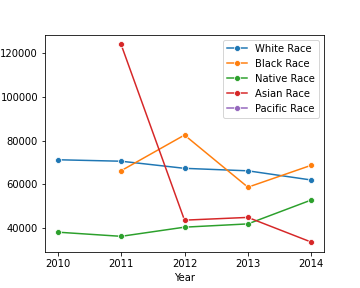 White Race
Black Race
Native Race
Asian Race
Pacific Race
120000
100000
80000
60000
40000
2010 2011 2012 2013 2014
Year